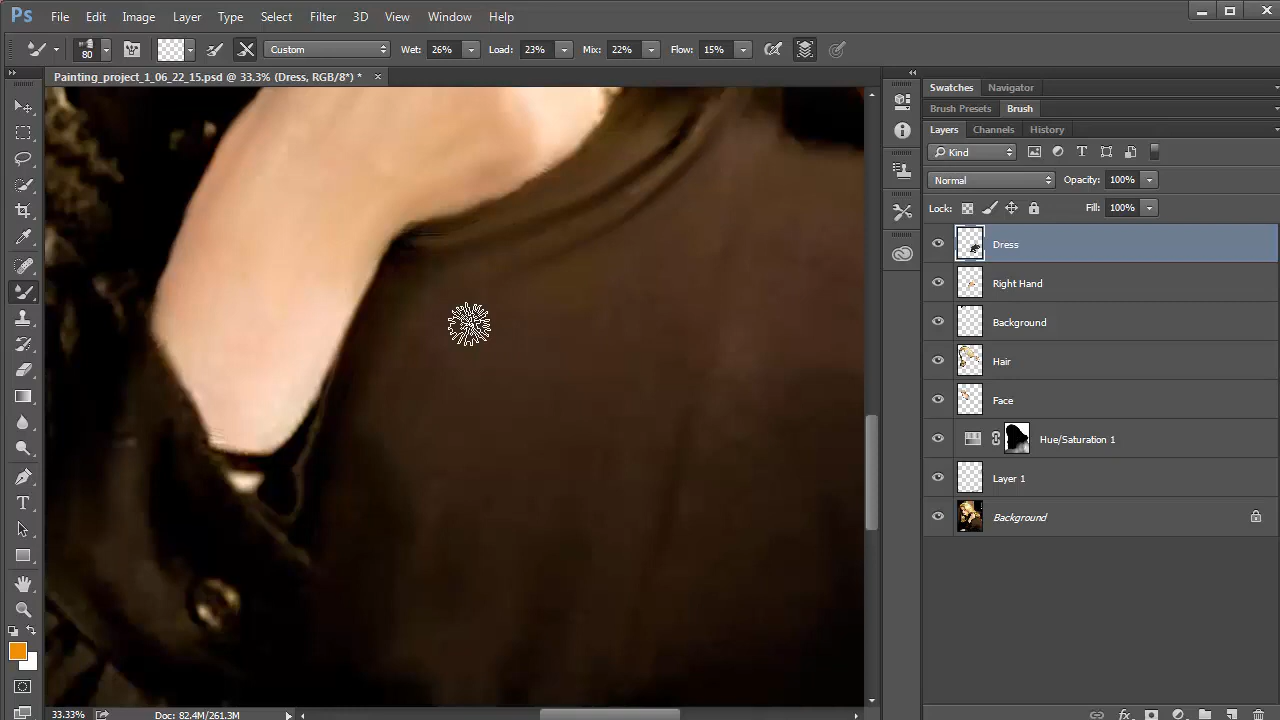 Ps File Edit Image Layer Type Select Filter 3D View Window Help
80 Custom Wet: 26% Load: 23% Mix: 22% Flow: 15%
Painting_project_1_06_22_15.psd @ 33.3% (Dress, RGB/8*) *
Swatches Navigator
Brush Presets Brush
Layers Channels History
Kind
Normal Opacity: 100%
Lock: Fill: 100%
Dress
Right Hand
Background
Hair
Face
Hue/Saturation 1
Layer 1
Background
33.33% Doc: 82.4M/261.3M